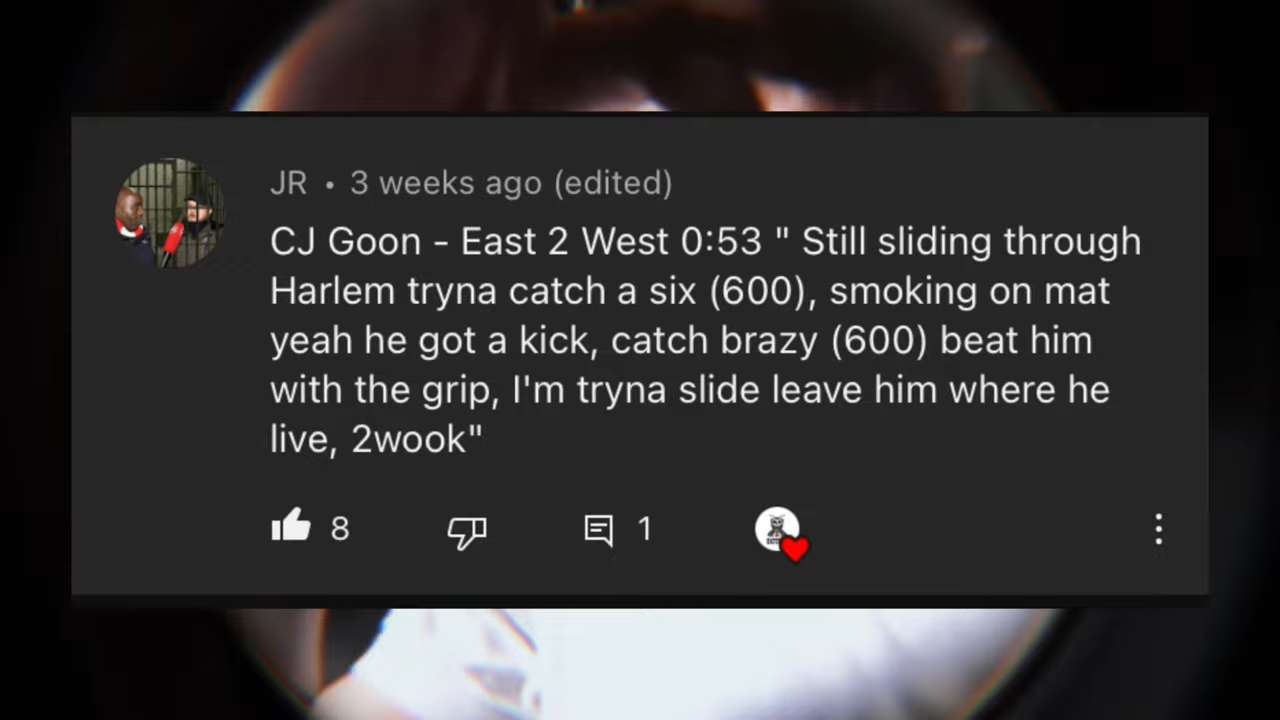 JR • 3 weeks ago (edited)
CJ Goon - East 2 West 0:53 " Still sliding through
Harlem tryna catch a six (600), smoking on mat
yeah he got a kick, catch brazy (600) beat him
with the grip, I'm tryna slide leave him where he
live, 2wook"
8
1